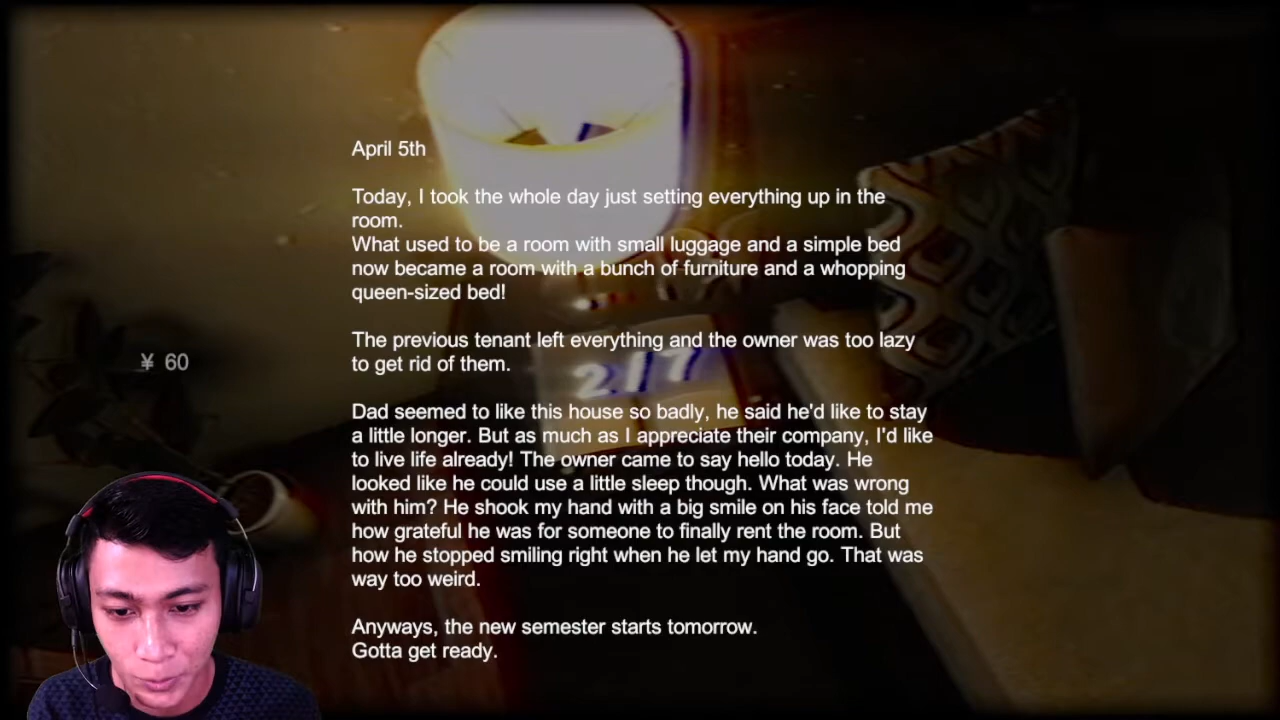 April 5th
Today, I took the whole day just setting everything up in the
room.
What used to be a room with small luggage and a simple bed
now became a room with a bunch of furniture and a whopping
queen-sized bed!
The previous tenant left everything and the owner was too lazy
to get rid of them.
2/7
¥ 60
Dad seemed to like this house so badly, he said he'd like to stay
a little longer. But as much as I appreciate their company, I'd like
to live life already! The owner came to say hello today. He
looked like he could use a little sleep though. What was wrong
with him? He shook my hand with a big smile on his face told me
how grateful he was for someone to finally rent the room. But
how he stopped smiling right when he let my hand go. That was
way too weird.
Anyways, the new semester starts tomorrow.
Gotta get ready.